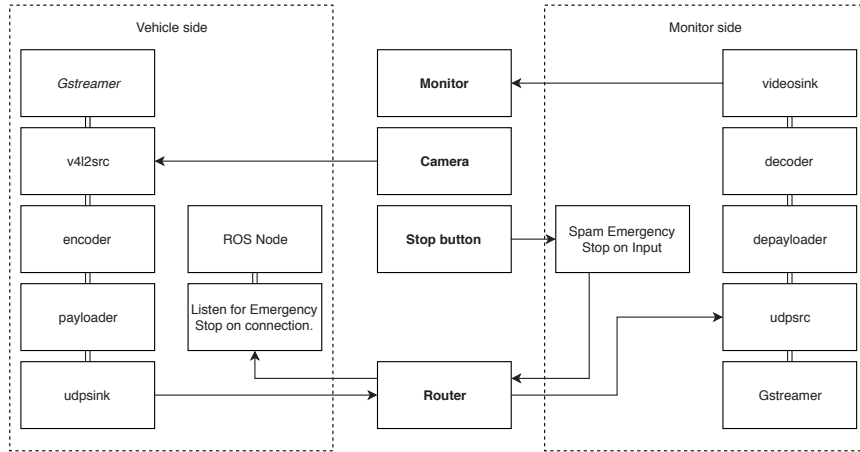 Vehicle side
Monitor side
Gstreamer
Monitor
videosink
v4l2src
Camera
decoder
encoder
ROS Node
Stop button
Spam Emergency
Stop on Input
depayloader
payloader
Listen for Emergency
Stop on connection.
udpsrc
udpsink
Router
Gstreamer